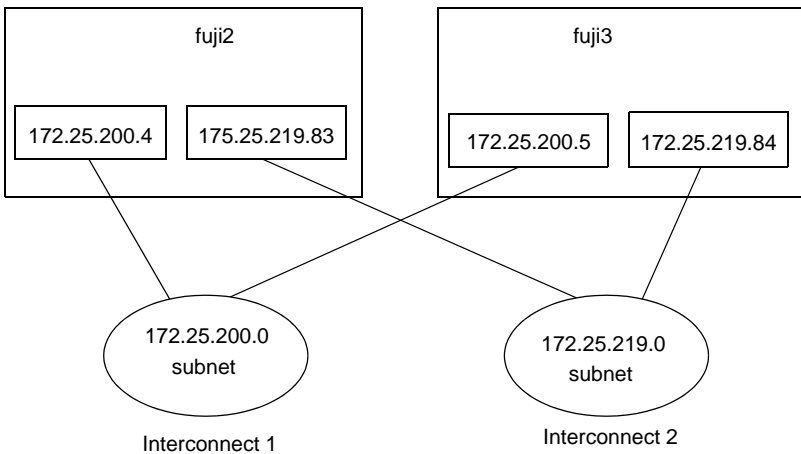 fuji2
fuji3
172.25.200.4
175.25.219.83
172.25.200.5
172.25.219.84
172.25.200.0
subnet
172.25.219.0
subnet
Interconnect 1
Interconnect 2